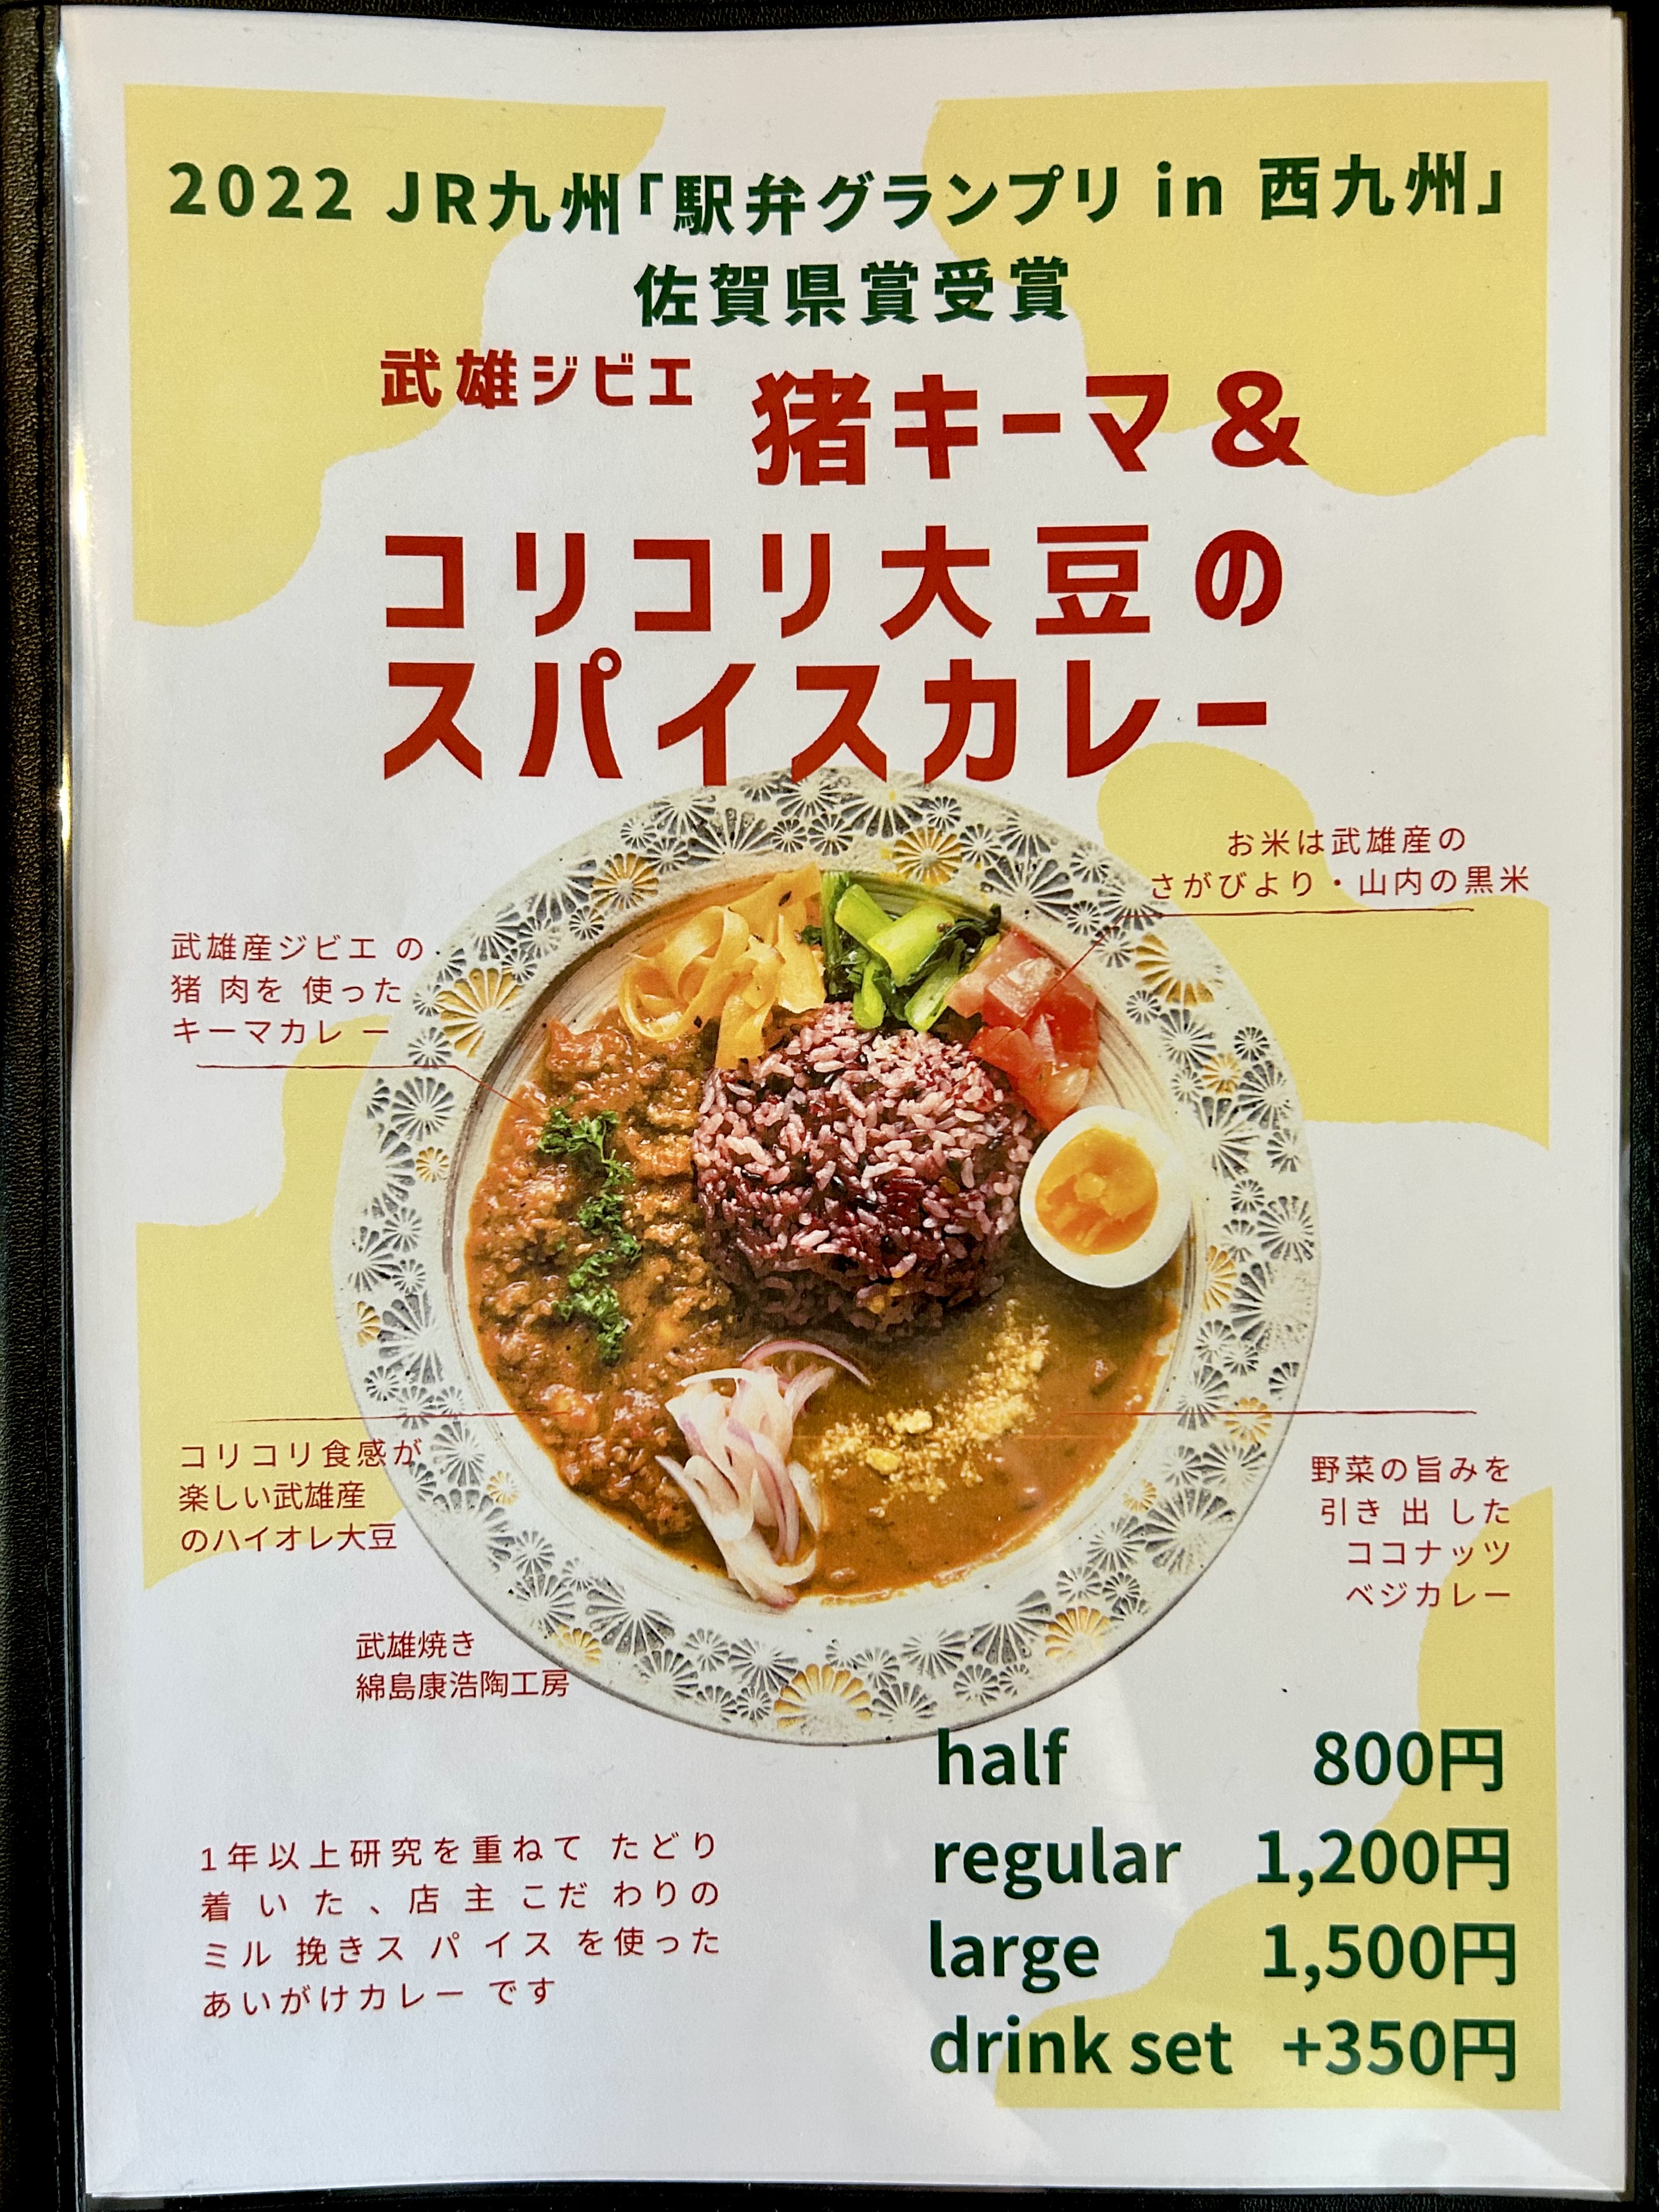 2022 JR九州「駅弁グランプリ in 西九州」
佐賀県賞受賞
武雄ジビエ 猪キーマ&
コリコリ大豆の
スパイスカレー
お米は武雄産の
さがびより・山内の黒米
武雄産ジビエの
猪肉を使った
キーマカレー
コリコリ食感が
楽しい武雄産
のハイオレ大豆
野菜の旨みを
引き出した
ココナッツ
ベジカレー
武雄焼き
綿島康浩陶工房
half 800円
regular 1,200円
large 1,500円
drink set +350円
1年以上研究を重ねてたどり
着いた、店主こだわりの
ミル挽きスパイスを使った
あいがけカレーです